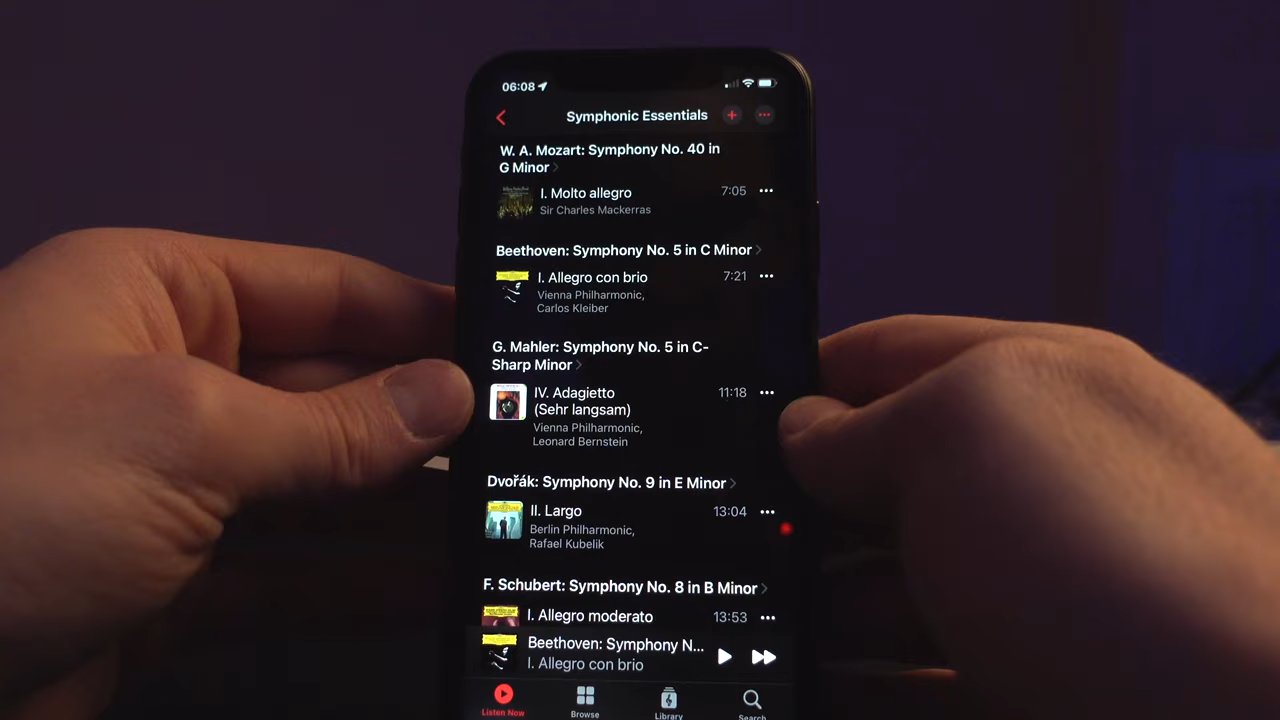 06:08
Symphonic Essentials
W. A. Mozart: Symphony No. 40 in
G Minor
I. Molto allegro
7:05
Sir Charles Mackerras
Beethoven: Symphony No. 5 in C Minor
I. Allegro con brio
7:21
Vienna Philharmonic,
Carlos Kleiber
G. Mahler: Symphony No. 5 in C-
Sharp Minor
IV. Adagietto
11:18
(Sehr langsam)
Vienna Philharmonic,
Leonard Bernstein
Dvořák: Symphony No. 9 in E Minor
II. Largo
13:04
Berlin Philharmonic,
Rafael Kubelik
F. Schubert: Symphony No. 8 in B Minor
I. Allegro moderato
13:53
Beethoven: Symphony N...
I. Allegro con brio
Listen Now
Browse
Library
Search